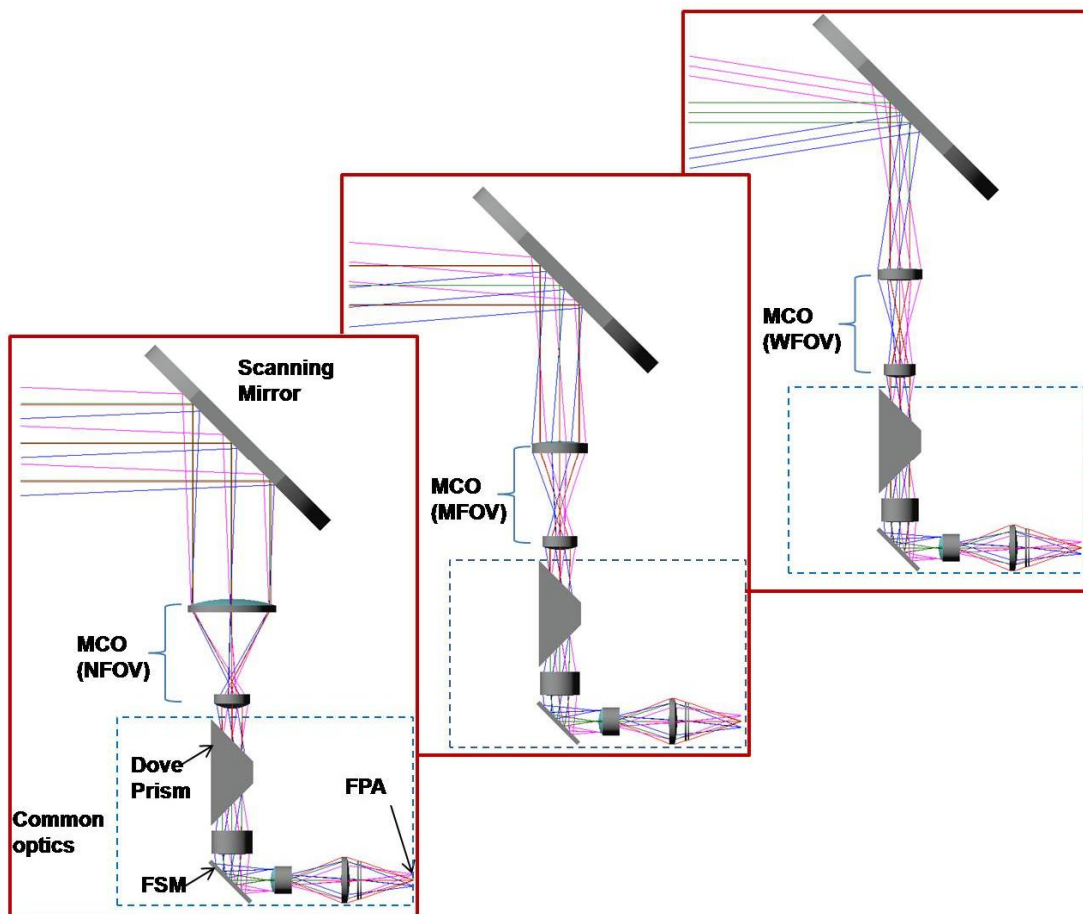 MCO
(WFOV)
MCO
(MFOV)
Scanning
Mirror
MCO
(NFOV)
Dove
Prism
FPA
Common
optics
FSM